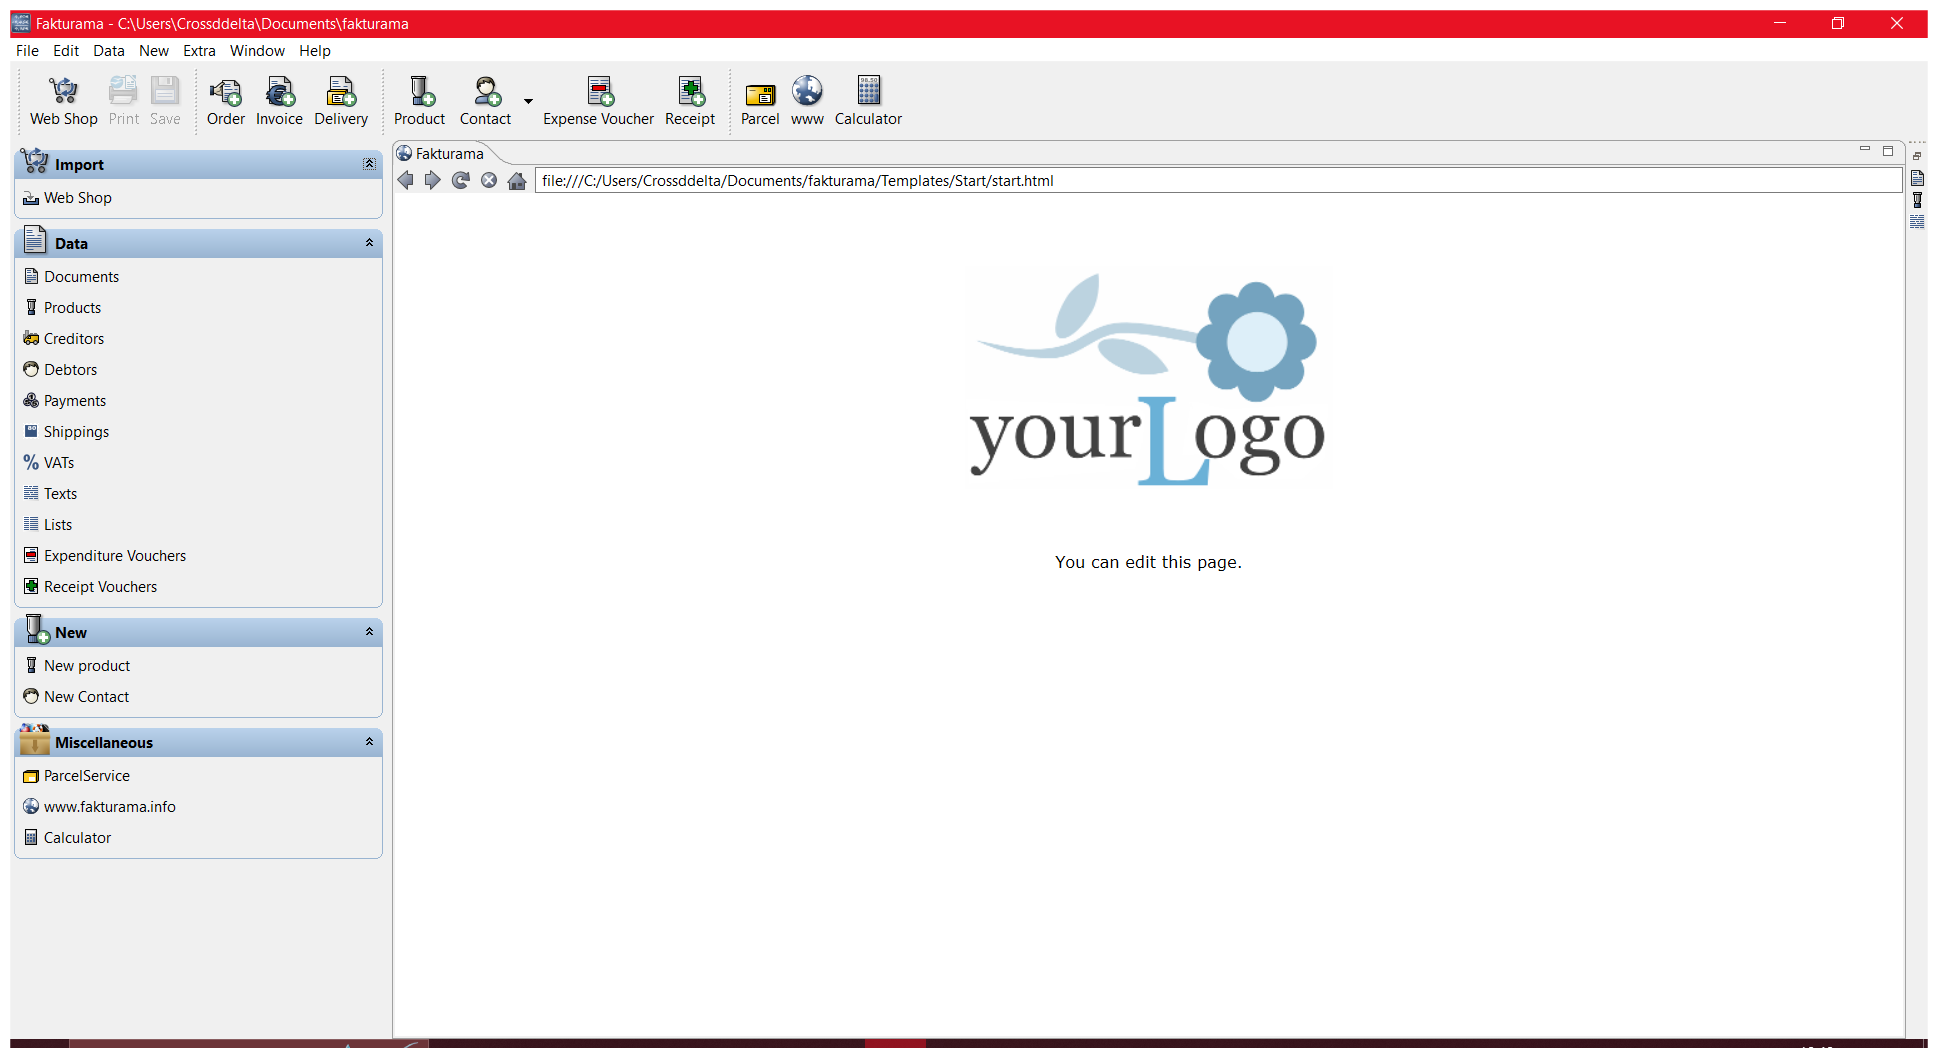 Fakturama - C:\Users\Crossddelta\Documents\fakturama
File Edit Data New Extra Window Help
Web Shop Print Save Order Invoice Delivery Product Contact Expense Voucher Receipt Parcel www Calculator
Import
Web Shop
Data
Documents
Products
Creditors
Debtors
Payments
Shippings
VATs
Texts
Lists
Expenditure Vouchers
Receipt Vouchers
New
New product
New Contact
Miscellaneous
ParcelService
www.fakturama.info
Calculator
Fakturama
file:///C:/Users/Crossddelta/Documents/fakturama/Templates/Start/start.html
yourLogo
You can edit this page.